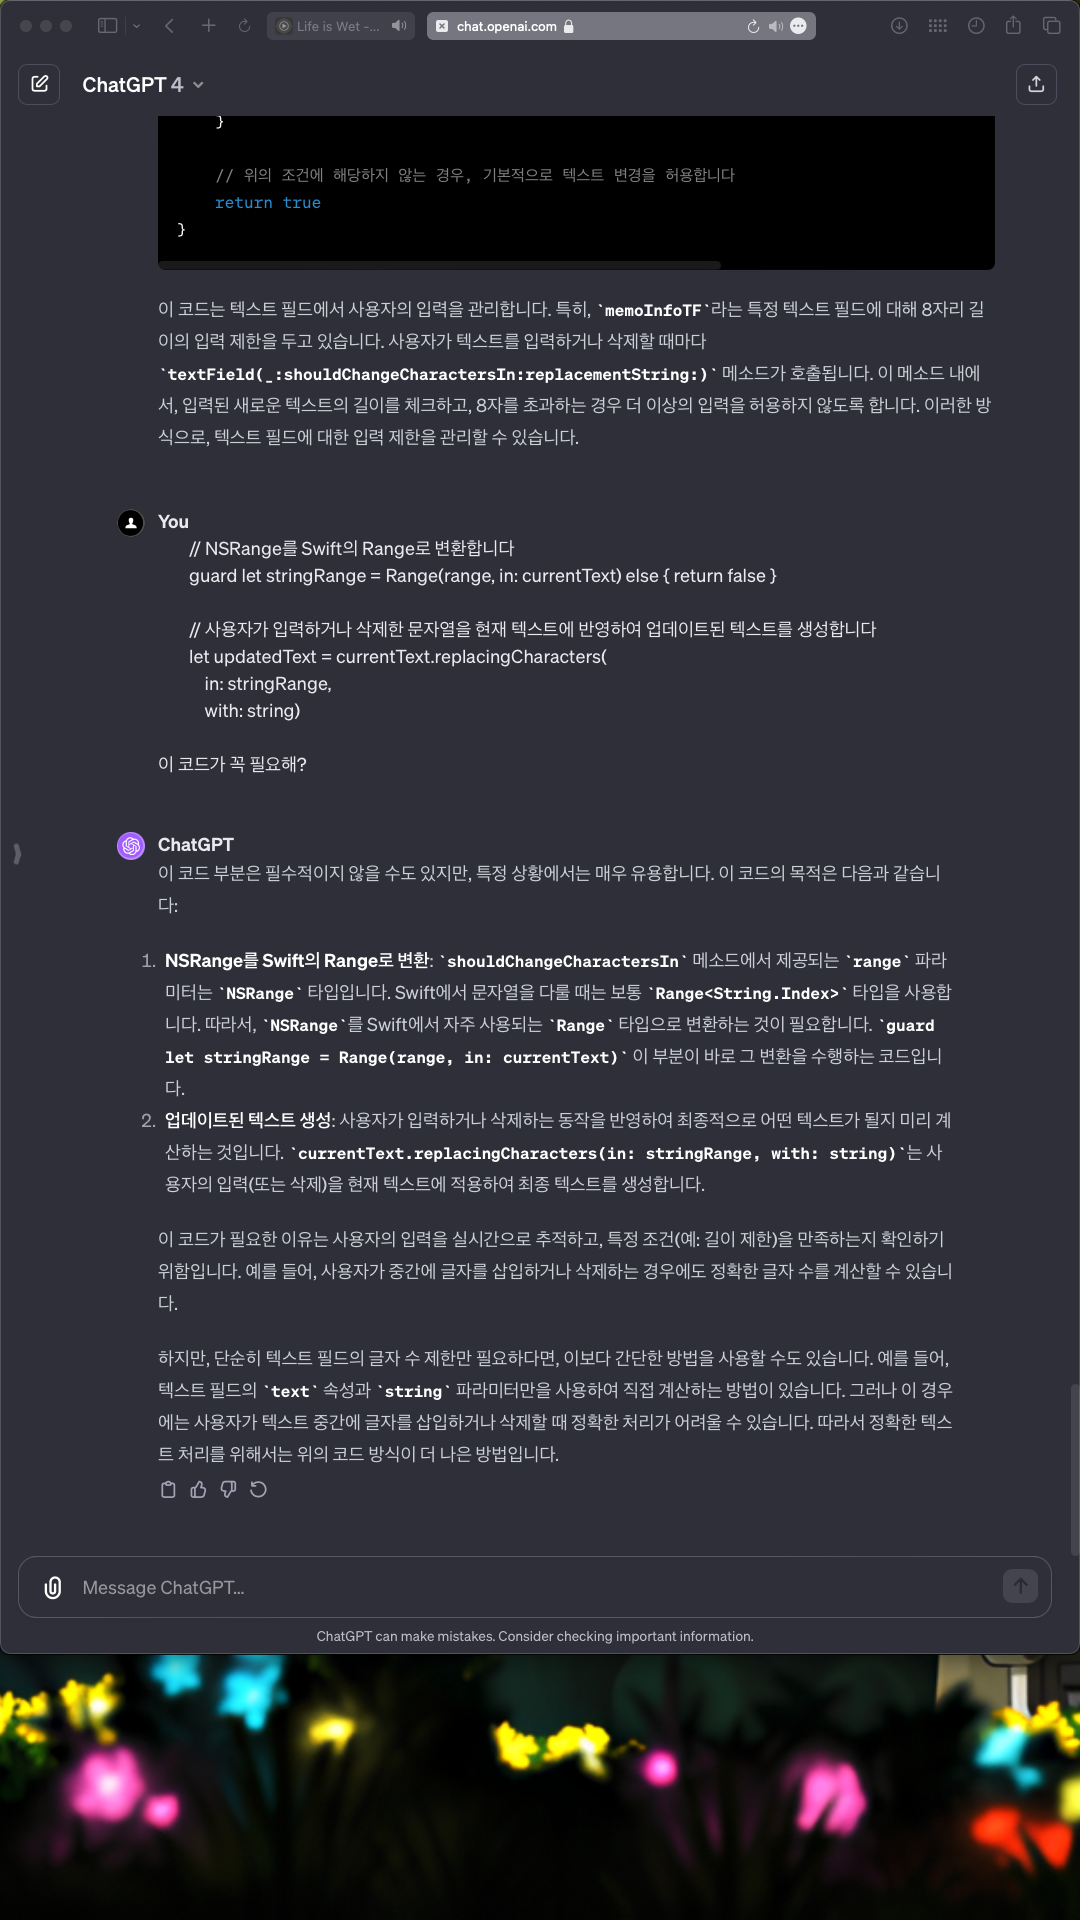 Life is Wet -...
chat.openai.com
ChatGPT 4
}
// 위의 조건에 해당하지 않는 경우, 기본적으로 텍스트 변경을 허용합니다
return true
}
이 코드는 텍스트 필드에서 사용자의 입력을 관리합니다. 특히, `memoInfoTF`라는 특정 텍스트 필드에 대해 8자리 길
이의 입력 제한을 두고 있습니다. 사용자가 텍스트를 입력하거나 삭제할 때마다
`textField(_:shouldChangeCharactersIn:replacementString:)` 메소드가 호출됩니다. 이 메소드 내에
서, 입력된 새로운 텍스트의 길이를 체크하고, 8자를 초과하는 경우 더 이상의 입력을 허용하지 않도록 합니다. 이러한 방
식으로, 텍스트 필드에 대한 입력 제한을 관리할 수 있습니다.
You
// NSRange를 Swift의 Range로 변환합니다
guard let stringRange = Range(range, in: currentText) else { return false }
// 사용자가 입력하거나 삭제한 문자열을 현재 텍스트에 반영하여 업데이트된 텍스트를 생성합니다
let updatedText = currentText.replacingCharacters(
in: stringRange,
with: string)
이 코드가 꼭 필요해?
ChatGPT
이 코드 부분은 필수적이지 않을 수도 있지만, 특정 상황에서는 매우 유용합니다. 이 코드의 목적은 다음과 같습니
다:
1. NSRange를 Swift의 Range로 변환: `shouldChangeCharactersIn` 메소드에서 제공되는 `range` 파라
미터는 `NSRange` 타입입니다. Swift에서 문자열을 다룰 때는 보통 `Range<String.Index>` 타입을 사용합
니다. 따라서, `NSRange`를 Swift에서 자주 사용되는 `Range` 타입으로 변환하는 것이 필요합니다. `guard
let stringRange = Range(range, in: currentText)` 이 부분이 바로 그 변환을 수행하는 코드입니
다.
2. 업데이트된 텍스트 생성: 사용자가 입력하거나 삭제하는 동작을 반영하여 최종적으로 어떤 텍스트가 될지 미리 계
산하는 것입니다. `currentText.replacingCharacters(in: stringRange, with: string)`는 사
용자의 입력(또는 삭제)을 현재 텍스트에 적용하여 최종 텍스트를 생성합니다.
이 코드가 필요한 이유는 사용자의 입력을 실시간으로 추적하고, 특정 조건(예: 길이 제한)을 만족하는지 확인하기
위함입니다. 예를 들어, 사용자가 중간에 글자를 삽입하거나 삭제하는 경우에도 정확한 글자 수를 계산할 수 있습니
다.
하지만, 단순히 텍스트 필드의 글자 수 제한만 필요하다면, 이보다 간단한 방법을 사용할 수도 있습니다. 예를 들어,
텍스트 필드의 `text` 속성과 `string` 파라미터만을 사용하여 직접 계산하는 방법이 있습니다. 그러나 이 경우
에는 사용자가 텍스트 중간에 글자를 삽입하거나 삭제할 때 정확한 처리가 어려울 수 있습니다. 따라서 정확한 텍스
트 처리를 위해서는 위의 코드 방식이 더 나은 방법입니다.
Message ChatGPT...
ChatGPT can make mistakes. Consider checking important information.